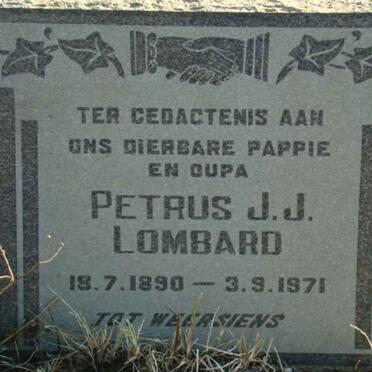 TER GEDACTENIS AAN
ONS DIERBARE PAPPIE
EN OUPA
PETRUS J.J.
LOMBARD
18.7.1890 — 3.9.1971
TOT WEERSIENS